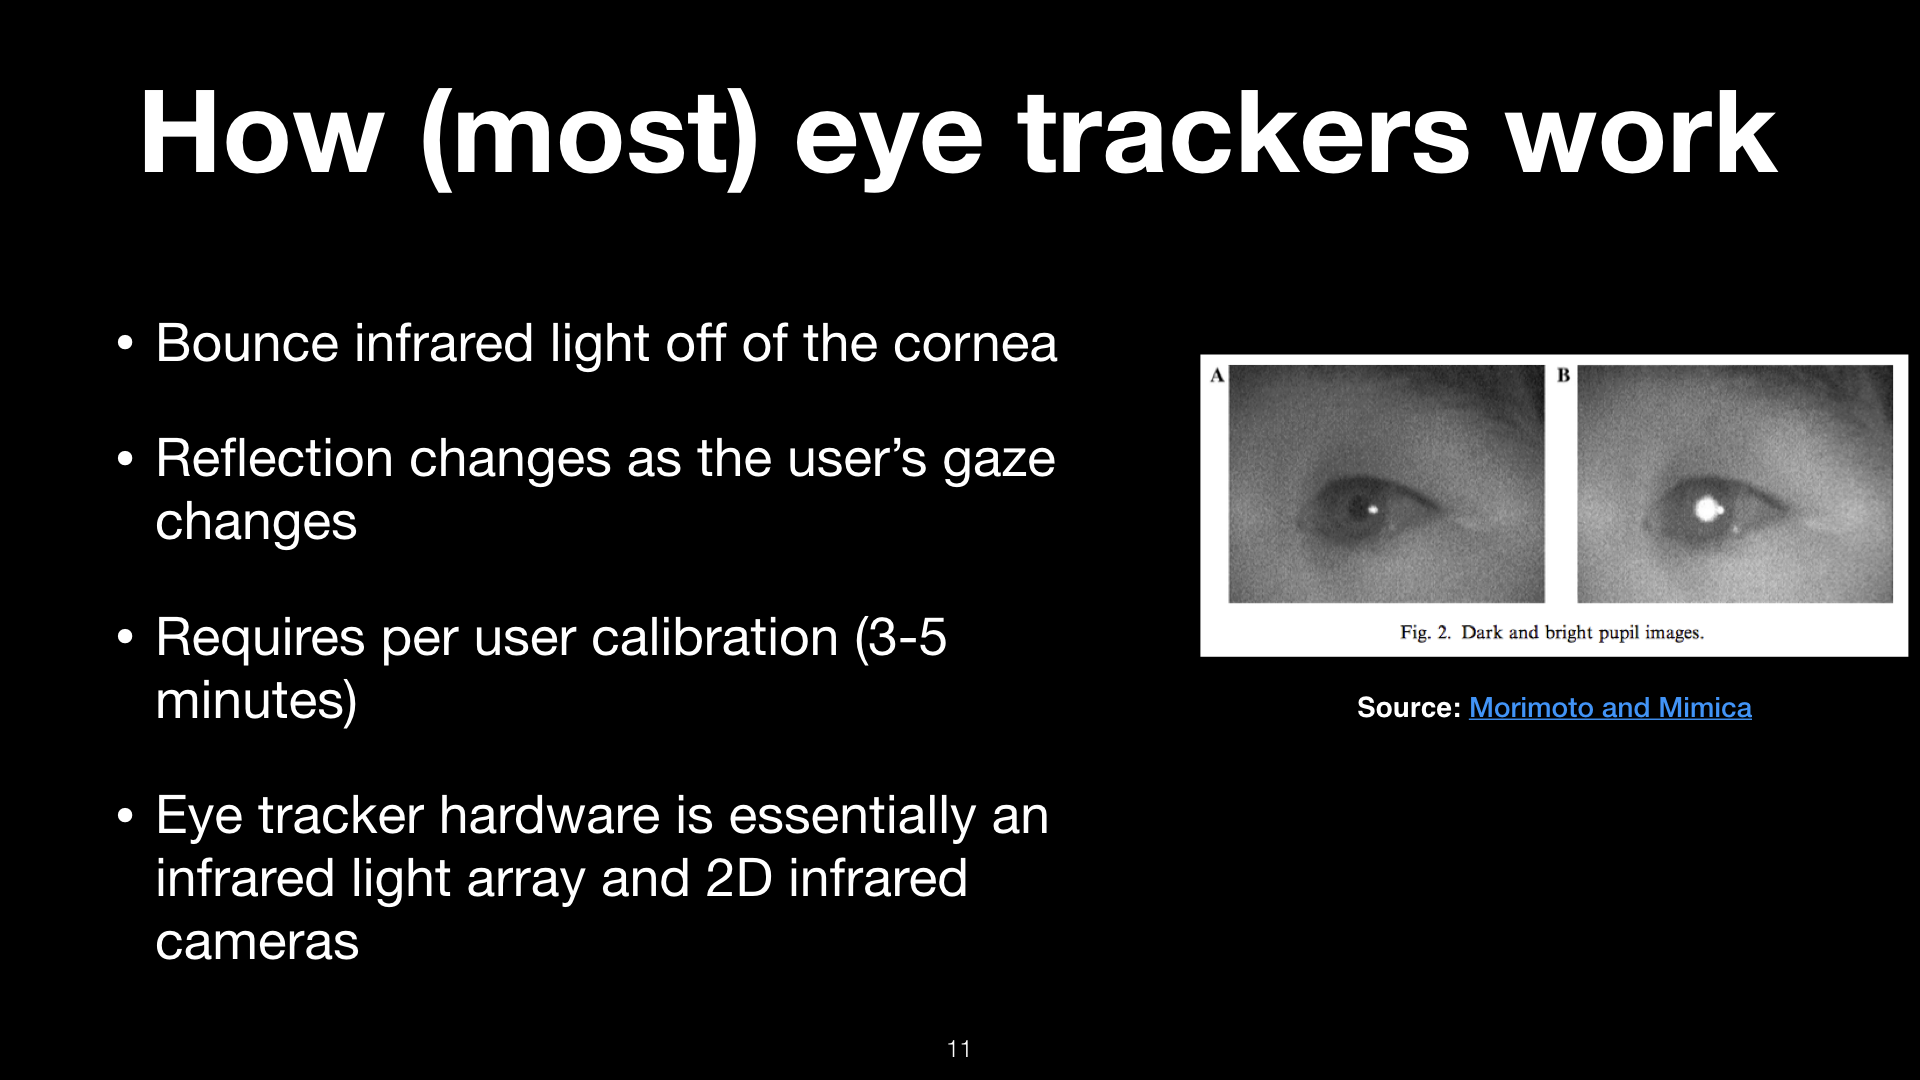 How (most) eye trackers work
• Bounce infrared light off of the cornea
• Reflection changes as the user’s gaze
changes
• Requires per user calibration (3-5
minutes)
• Eye tracker hardware is essentially an
infrared light array and 2D infrared
cameras
A B
Fig. 2. Dark and bright pupil images.
Source: Morimoto and Mimica
11